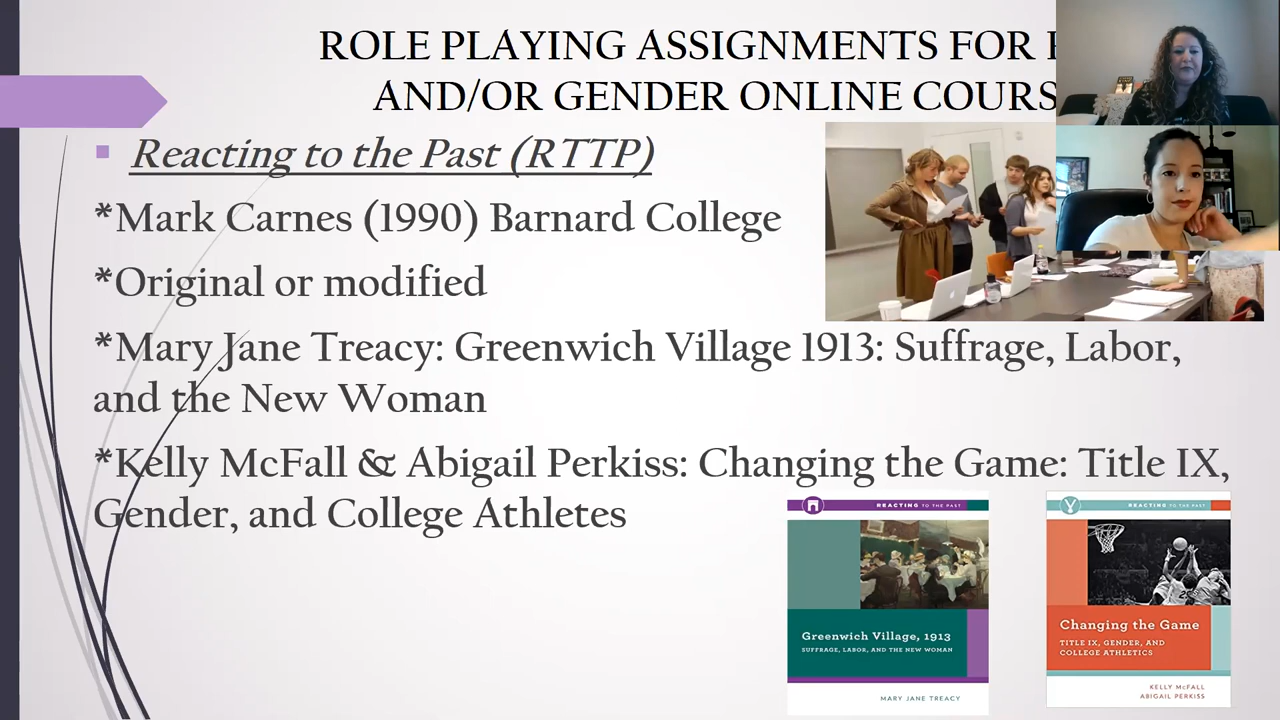 ROLE PLAYING ASSIGNMENTS FOR
AND/OR GENDER ONLINE COURS
Reacting to the Past (RTTP)
*Mark Carnes (1990) Barnard College
*Original or modified
*Mary Jane Treacy: Greenwich Village 1913: Suffrage, Labor,
and the New Woman
*Kelly McFall & Abigail Perkiss: Changing the Game: Title IX,
Gender, and College Athletes
REACTING TO THE PAST
Greenwich Village, 1913
SUFFRAGE, LABOR, AND THE NEW WOMAN
MARY JANE TREACY
REACTING TO THE PAST
Changing the Game
TITLE IX, GENDER, AND
COLLEGE ATHLETICS
KELLY McFALL
ABIGAIL PERKISS